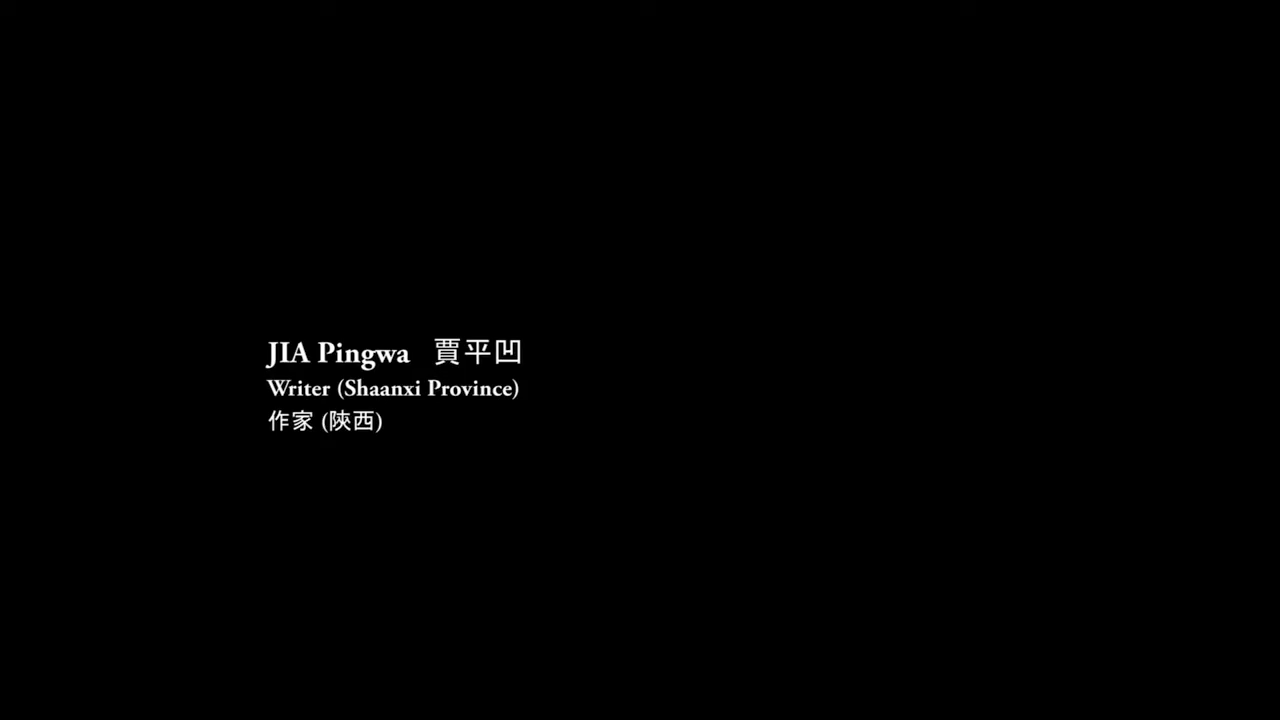 JIA Pingwa 賈平凹
Writer (Shaanxi Province)
作家 (陝西)